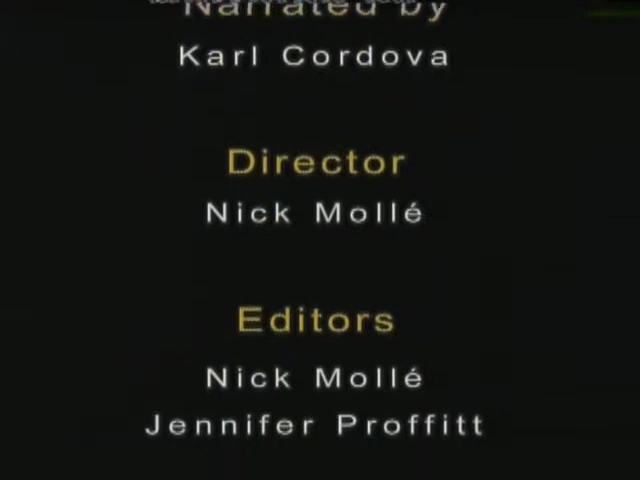 Narrated by
Karl Cordova
Director
Nick Mollé
Editors
Nick Mollé
Jennifer Proffitt